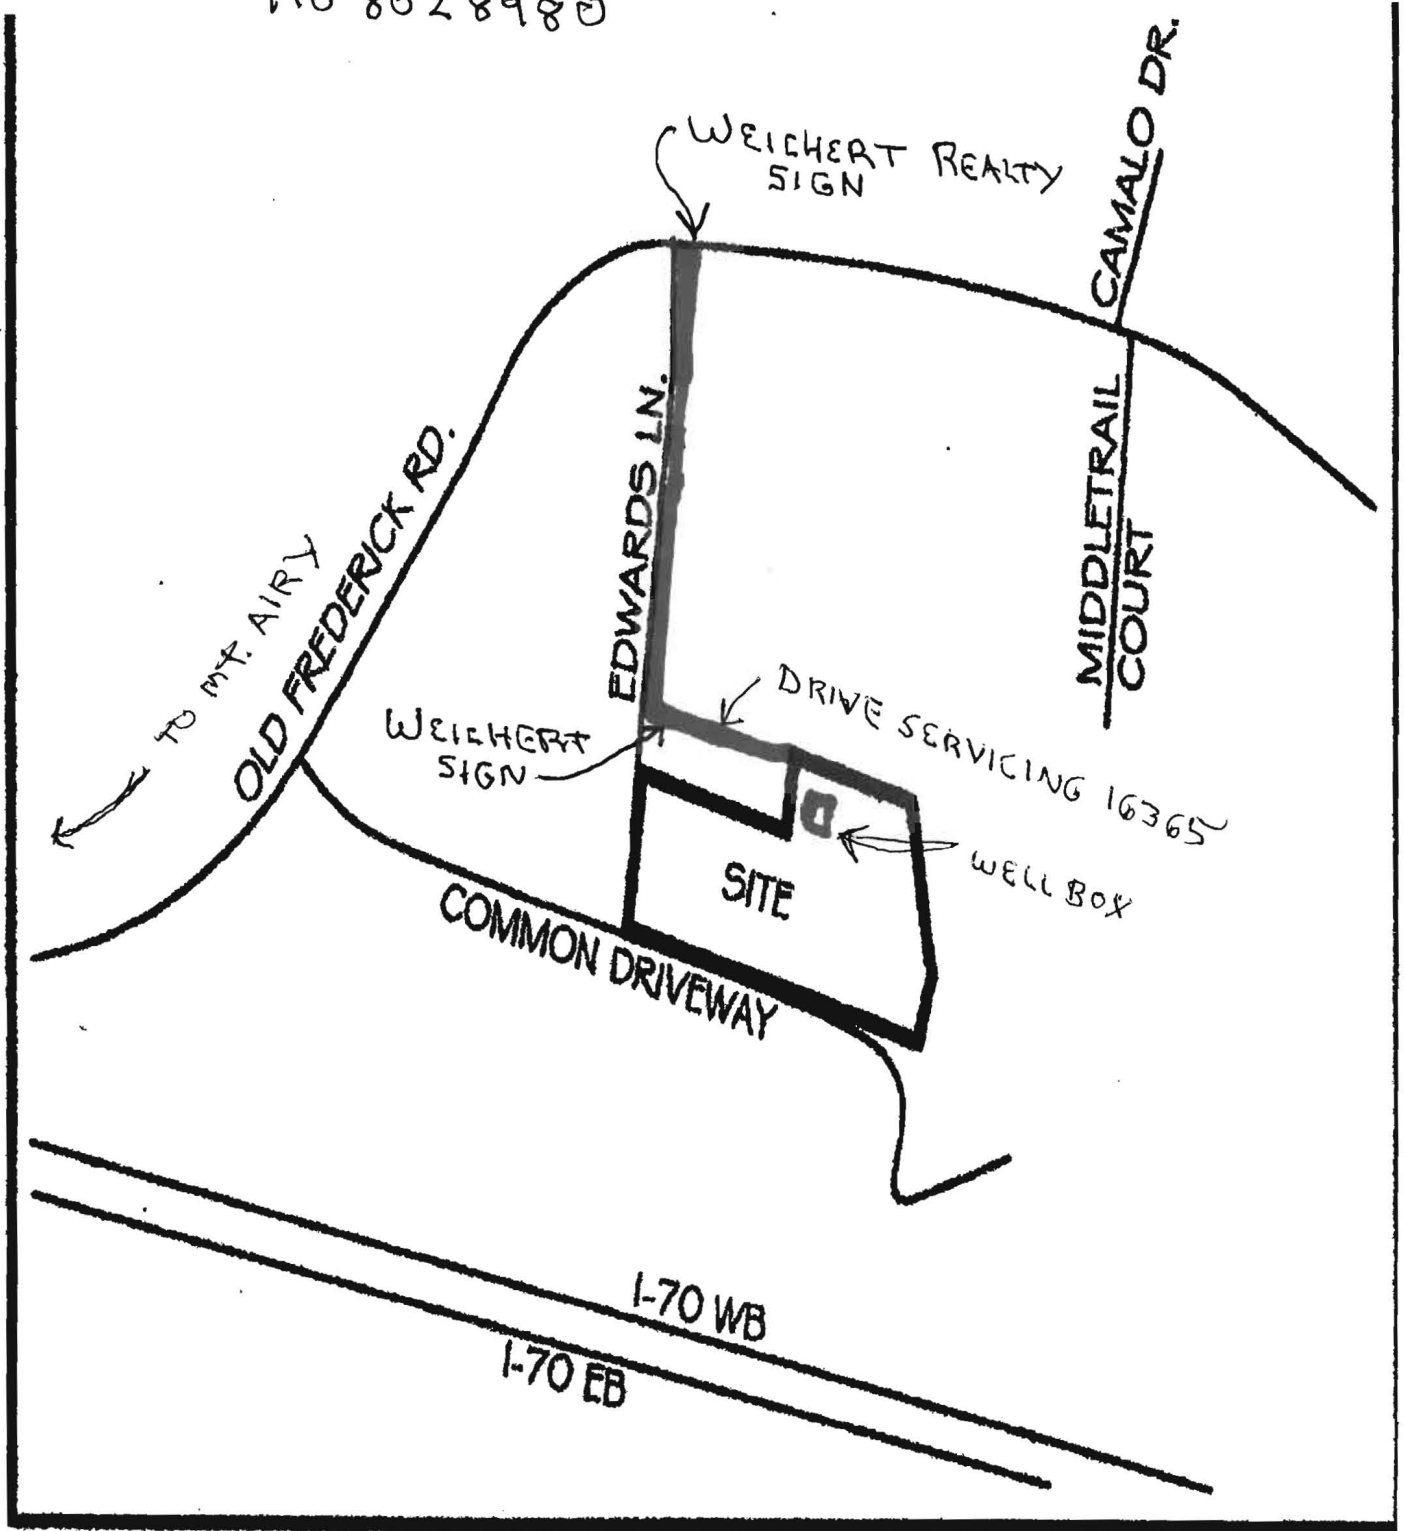 8028980
WEICHERT REALTY
SIGN
CAMALO DR.
EDWARDS LN.
OLD FREDERICK RD.
TO MT. AIRY
MIDDLETRAIL
COURT
WEICHERT
SIGN
DRIVE SERVICING 16365
WELL BOX
SITE
COMMON DRIVEWAY
I-70 WB
I-70 EB